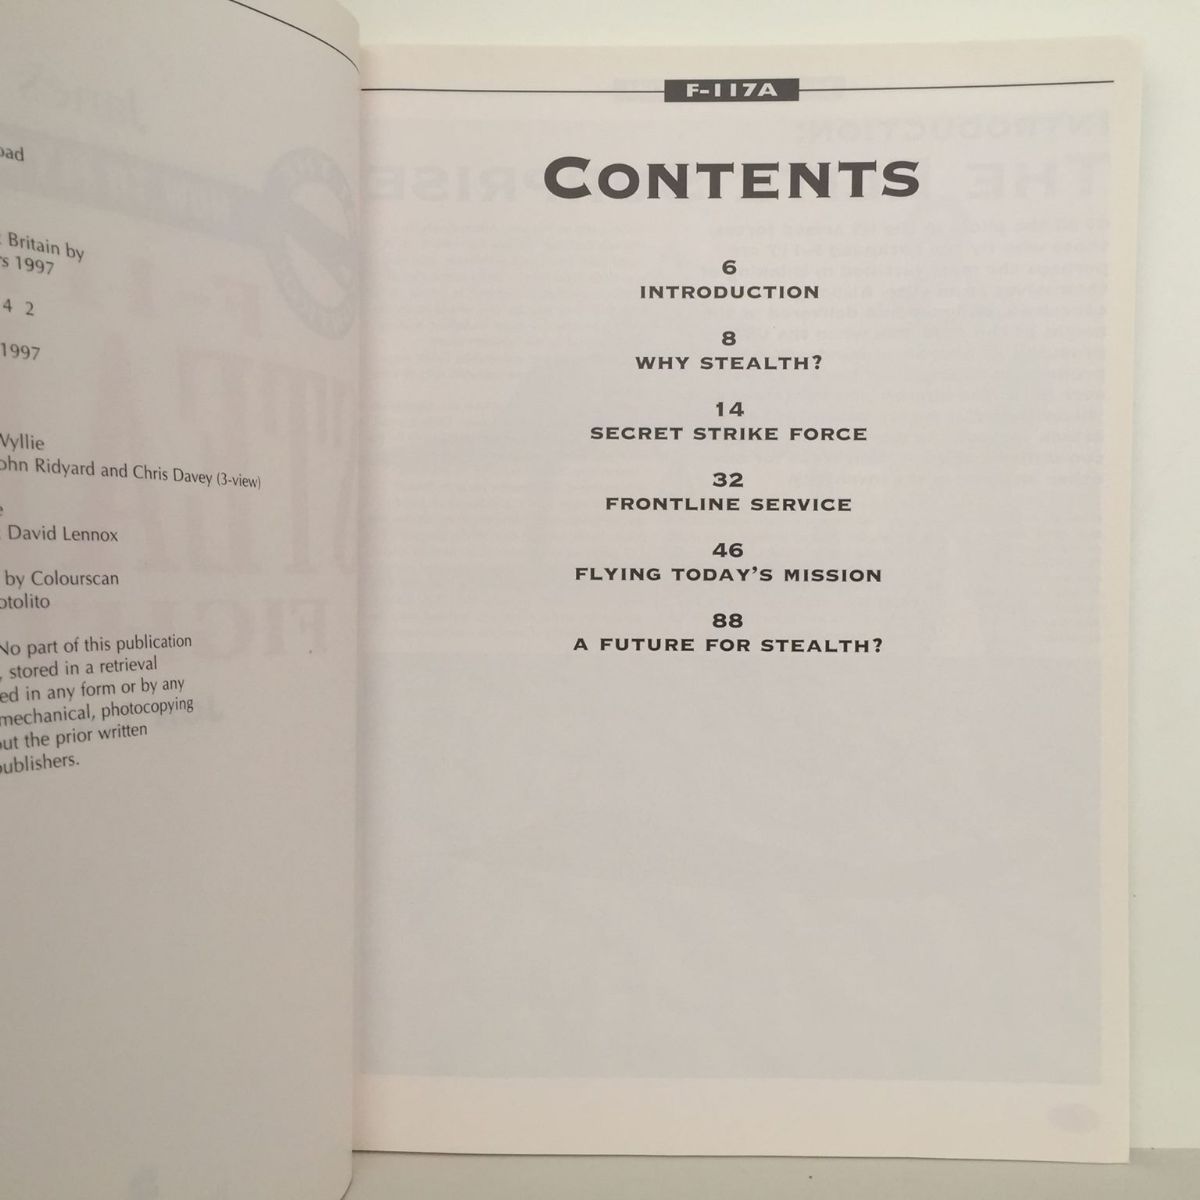 oad
Britain by
s 1997
4 2
1997
Wyllie
ohn Ridyard and Chris Davey (3-view)
e
: David Lennox
by Colourscan
otolito
No part of this publication
, stored in a retrieval
ed in any form or by any
mechanical, photocopying
out the prior written
publishers.
F-117A
CONTENTS
6
INTRODUCTION
8
WHY STEALTH?
14
SECRET STRIKE FORCE
32
FRONTLINE SERVICE
46
FLYING TODAY'S MISSION
88
A FUTURE FOR STEALTH?